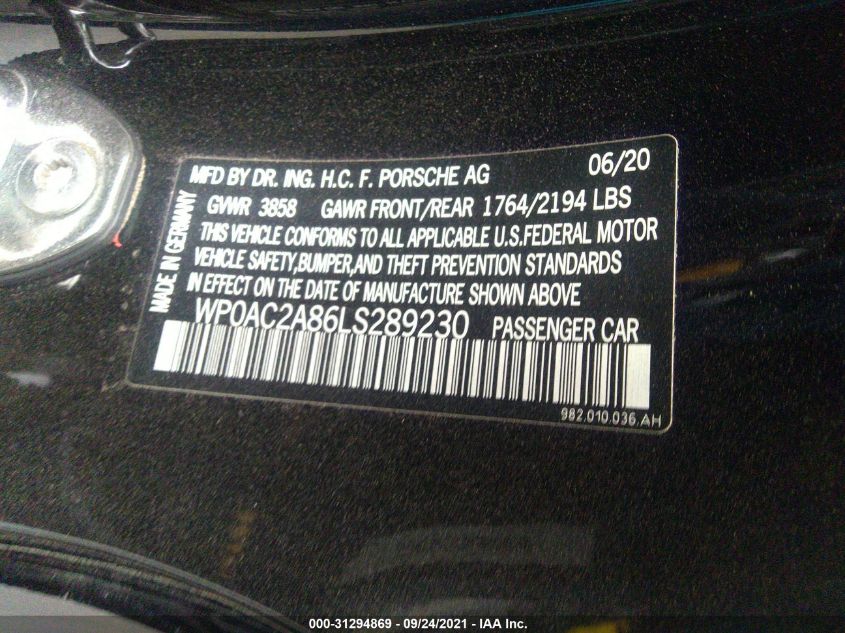 MFD BY DR. ING. H.C. F. PORSCHE AG 06/20
GVWR 3858 GAWR FRONT/REAR 1764/2194 LBS
THIS VEHICLE CONFORMS TO ALL APPLICABLE U.S.FEDERAL MOTOR
VEHICLE SAFETY,BUMPER,AND THEFT PREVENTION STANDARDS
IN EFFECT ON THE DATE OF MANUFACTURE SHOWN ABOVE
MADE IN GERMANY
WP0AC2A86LS289230 PASSENGER CAR
982.010.036.AH
000-31294869 - 09/24/2021 - IAA Inc.